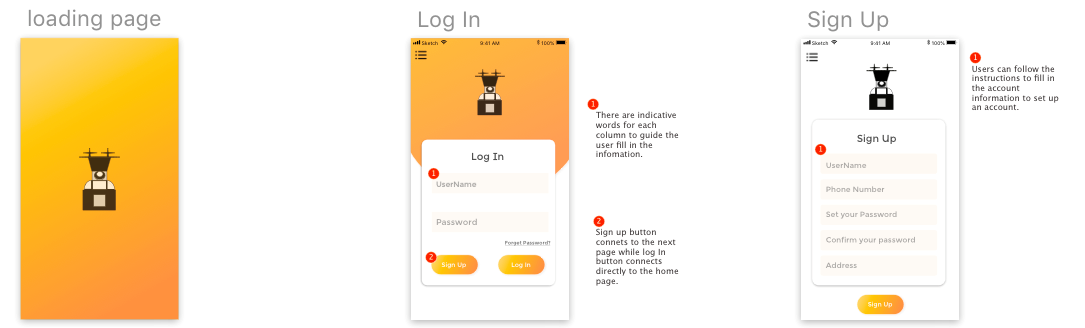 loading page
Log In
Sign Up
Sketch 9:41 AM 100%
1
There are indicative
words for each
column to guide the
user fill in the
infomation.
Log In
1
UserName
Password
Forget Password?
2
Sign Up
Log In
2
Sign up button
connets to the next
page while log In
button connects
directly to the home
page.
Sketch 9:41 AM 100%
1
Users can follow the
instructions to fill in
the account
information to set up
an account.
Sign Up
1
UserName
Phone Number
Set your Password
Confirm your password
Address
Sign Up